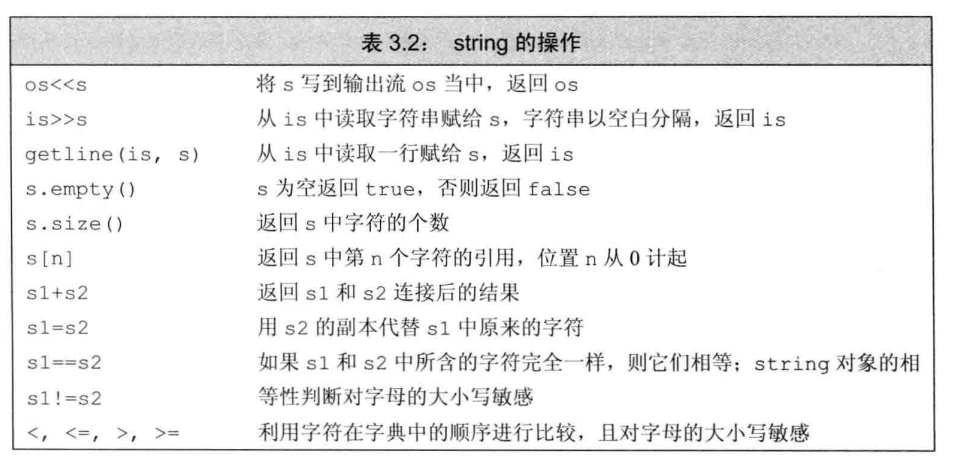 表 3.2： string 的操作
os<<s 将 s 写到输出流 os 当中，返回 os
is>>s 从 is 中读取字符串赋给 s，字符串以空白分隔，返回 is
getline(is, s) 从 is 中读取一行赋给 s，返回 is
s.empty() s 为空返回 true，否则返回 false
s.size() 返回 s 中字符的个数
s[n] 返回 s 中第 n 个字符的引用，位置 n 从 0 计起
s1+s2 返回 s1 和 s2 连接后的结果
s1=s2 用 s2 的副本代替 s1 中原来的字符
s1==s2 如果 s1 和 s2 中所含的字符完全一样，则它们相等；string 对象的相
s1!=s2 等性判断对字母的大小写敏感
<, <=, >, >= 利用字符在字典中的顺序进行比较，且对字母的大小写敏感